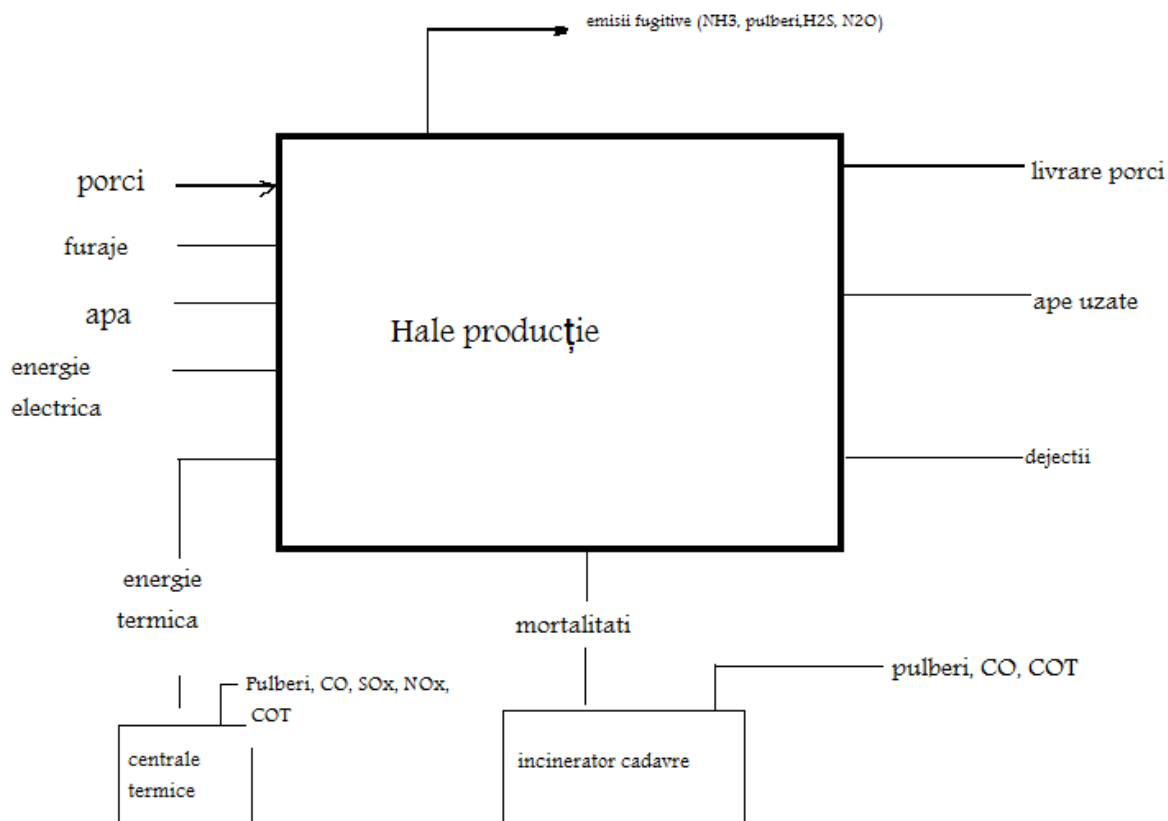 emisii fugitive (NH3, pulberi,H2S, N2O)
porci
livrare porci
furaje
apa
ape uzate
Hale producție
energie
electrica
dejectii
energie
termica
mortalitati
pulberi, CO, COT
Pulberi, CO, SOx, NOx,
COT
centrale
termice
incinerator cadavre